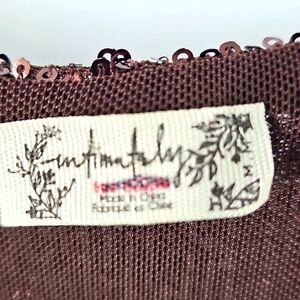 intimately
Made in China
Fabriqué en Chine
M